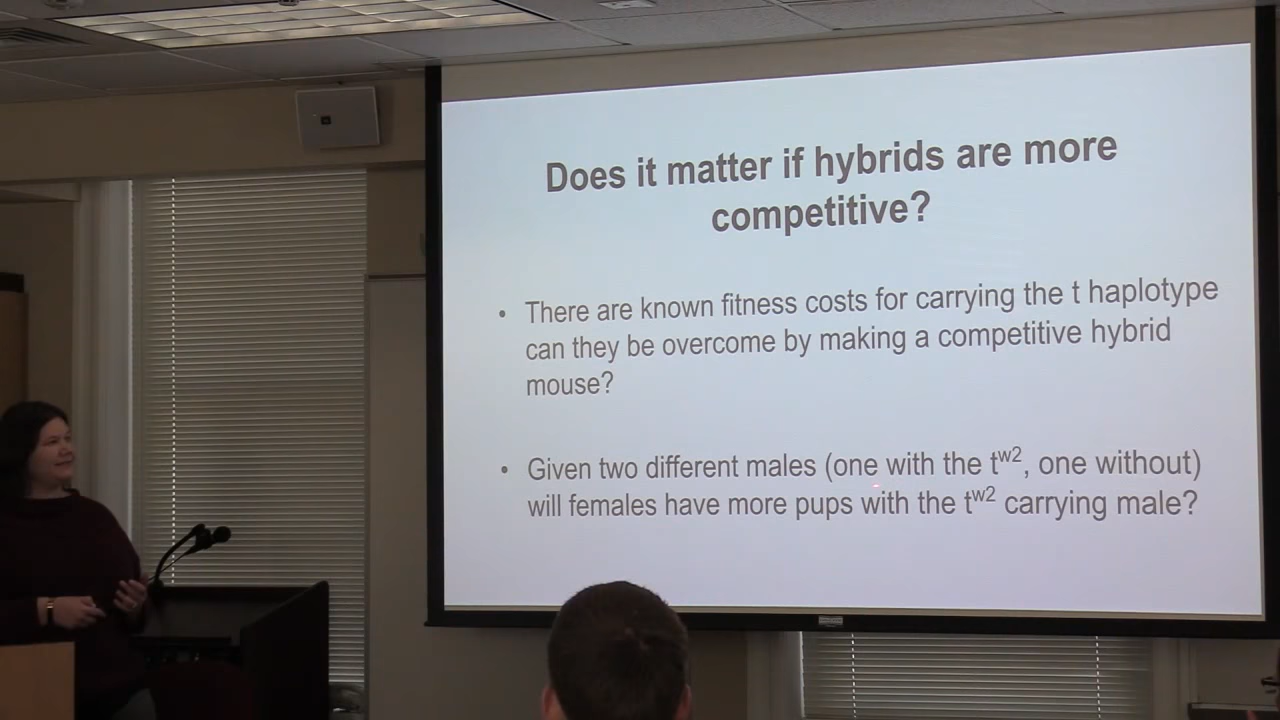 Does it matter if hybrids are more
competitive?
• There are known fitness costs for carrying the t haplotype
can they be overcome by making a competitive hybrid
mouse?
• Given two different males (one with the tʷ², one without)
will females have more pups with the tʷ² carrying male?